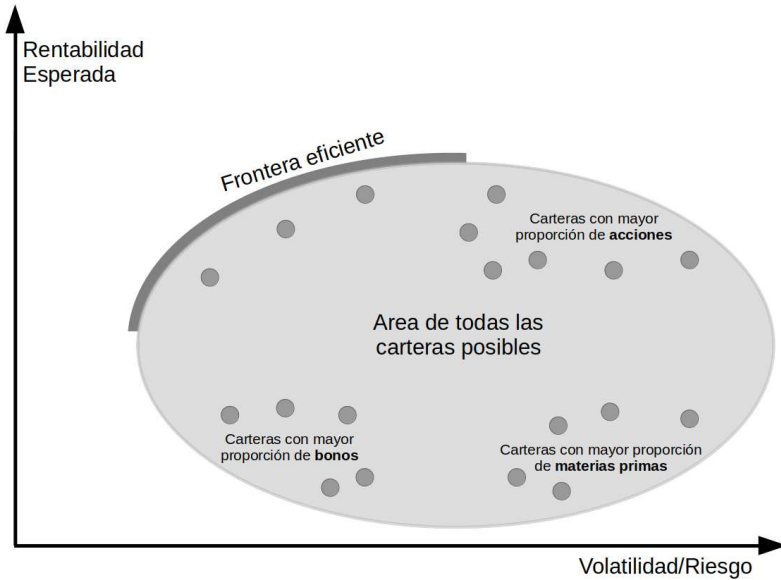 Rentabilidad
Esperada
Frontera eficiente
Carteras con mayor
proporción de acciones
Area de todas las
carteras posibles
Carteras con mayor
proporción de bonos
Carteras con mayor proporción
de materias primas
Volatilidad/Riesgo